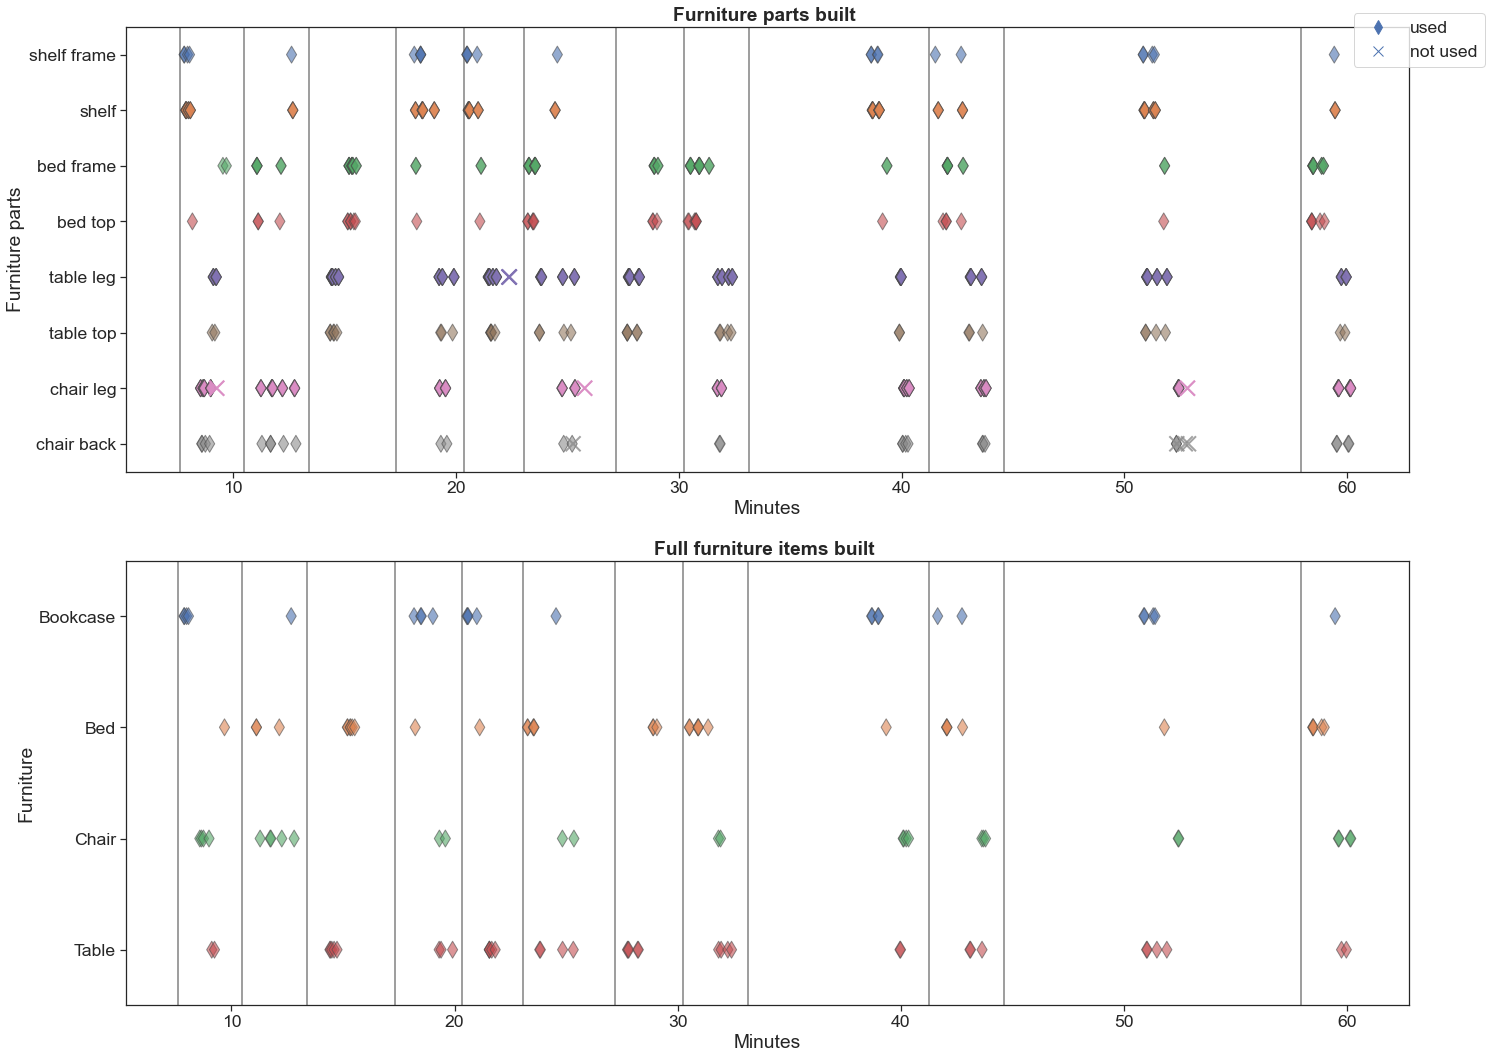 Furniture parts built
used
not used
shelf frame
shelf
bed frame
bed top
table leg
table top
chair leg
chair back
Furniture parts
10 20 30 40 50 60
Minutes
Full furniture items built
Bookcase
Bed
Chair
Table
Furniture
10 20 30 40 50 60
Minutes